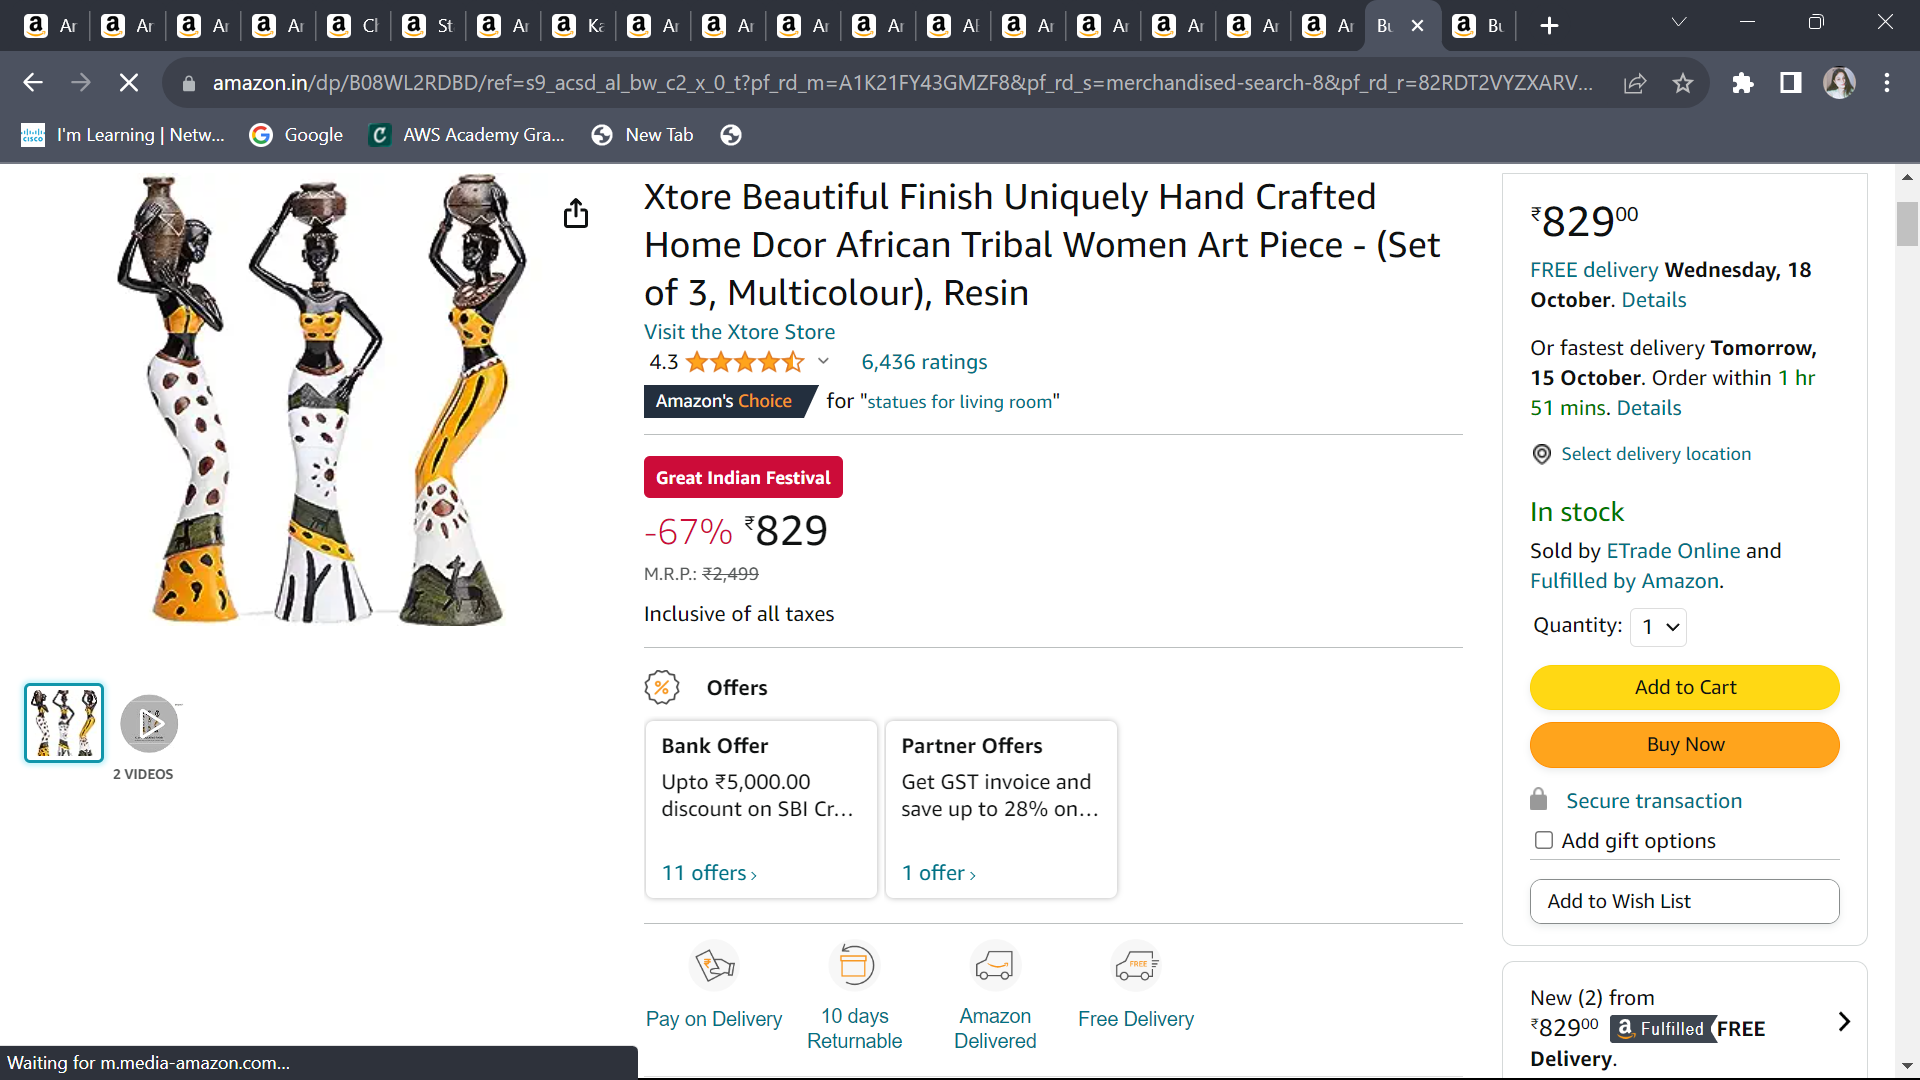 Ar
Ar
Ar
Ar
Cl
St
Ar
Ka
Ar
Ar
Ar
Ar
Al
Ar
Ar
Ar
Ar
Ar
Bu
Bu
amazon.in/dp/B08WL2RDBD/ref=s9_acsd_al_bw_c2_x_0_t?pf_rd_m=A1K21FY43GMZF8&pf_rd_s=merchandised-search-8&pf_rd_r=82RDT2VYZXARV...
I'm Learning | Netw...
Google
AWS Academy Gra...
New Tab
Xtore Beautiful Finish Uniquely Hand Crafted
Home Dcor African Tribal Women Art Piece - (Set
of 3, Multicolour), Resin
Visit the Xtore Store
4.3
6,436 ratings
Amazon's Choice for "statues for living room"
Great Indian Festival
-67% ₹829
M.R.P.: ₹2,499
Inclusive of all taxes
Offers
Bank Offer
Upto ₹5,000.00
discount on SBI Cr...
11 offers ›
Partner Offers
Get GST invoice and
save up to 28% on...
1 offer ›
Pay on Delivery
10 days
Returnable
Amazon
Delivered
FREE
Free Delivery
2 VIDEOS
₹82900
FREE delivery Wednesday, 18
October. Details
Or fastest delivery Tomorrow,
15 October. Order within 1 hr
51 mins. Details
Select delivery location
In stock
Sold by ETrade Online and
Fulfilled by Amazon.
Quantity: 1
Add to Cart
Buy Now
Secure transaction
Add gift options
Add to Wish List
New (2) from
₹82900 Fulfilled FREE
Delivery.
Waiting for m.media-amazon.com...